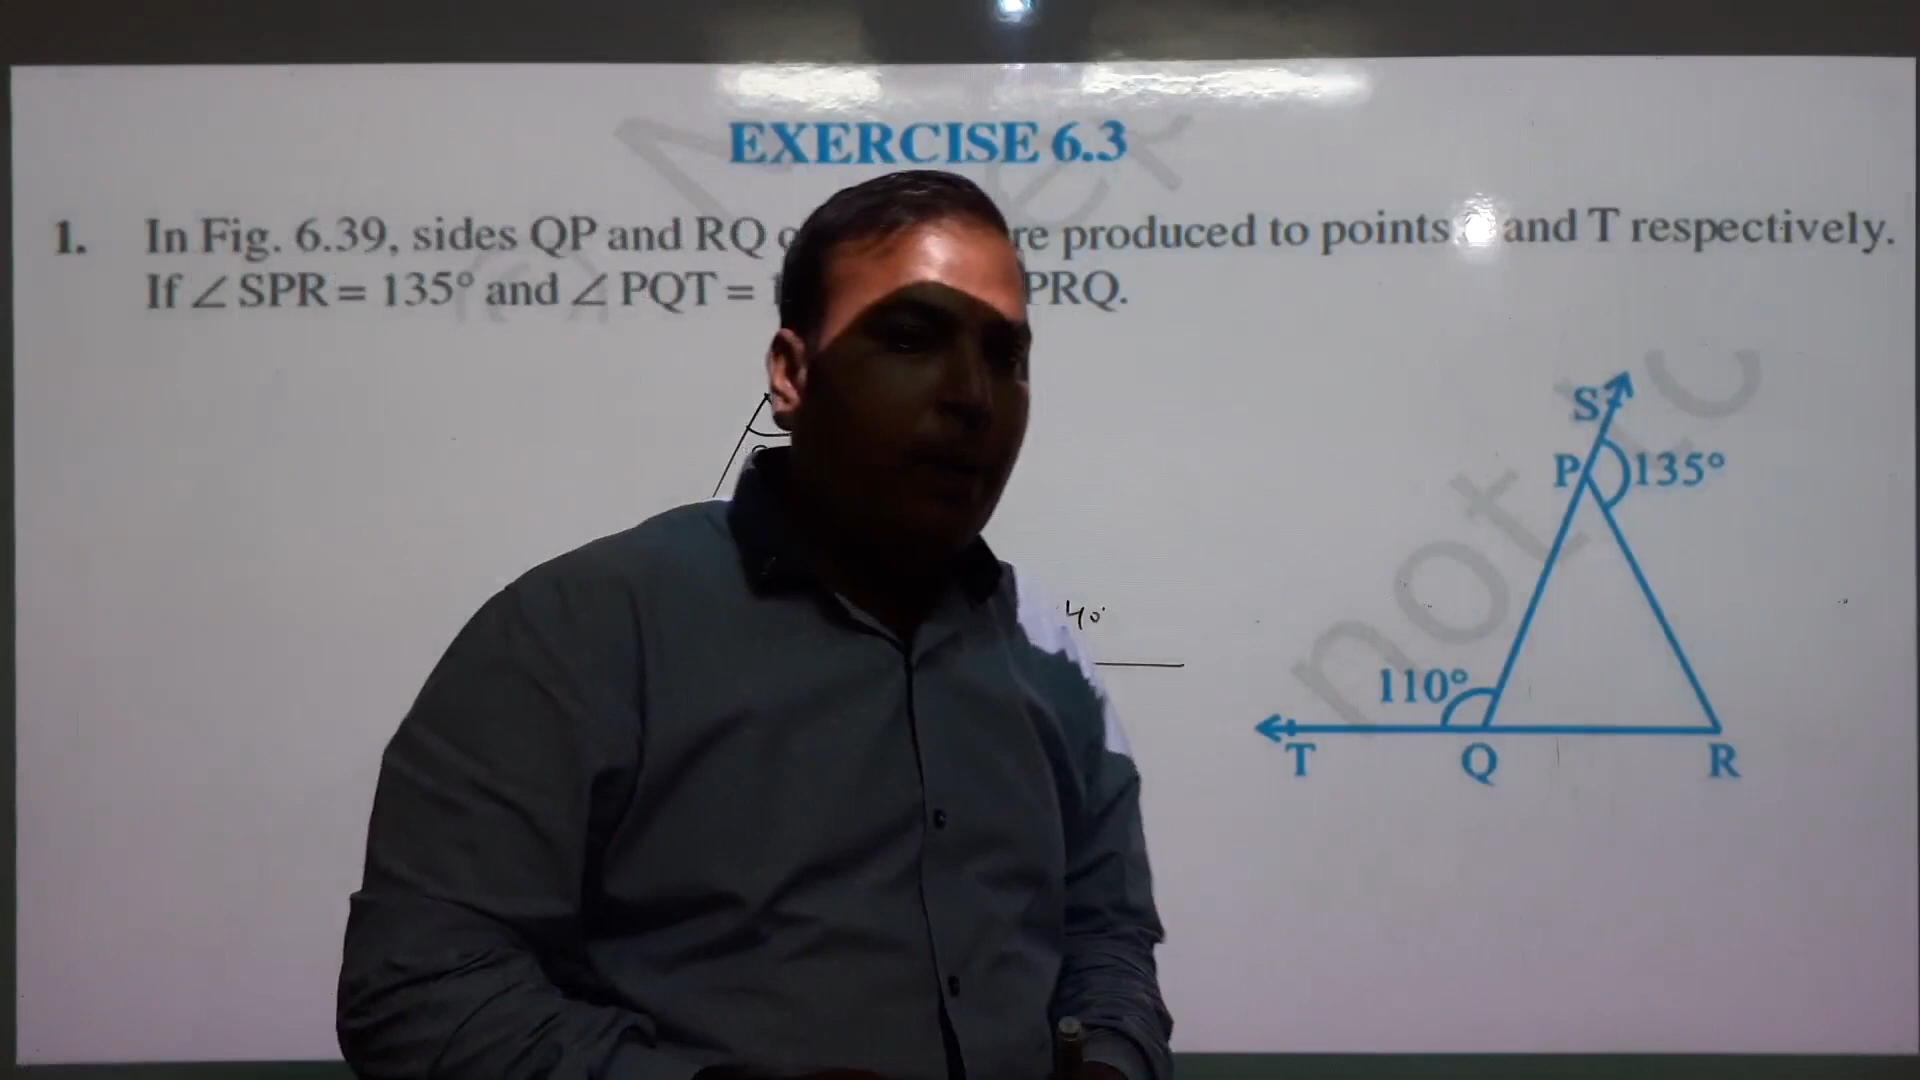 EXERCISE 6.3
1. In Fig. 6.39, sides QP and RQ re produced to points and T respectively.
If ∠SPR = 135° and ∠PQT = PRQ.
S
P 135°
40°
110°
T Q R
not